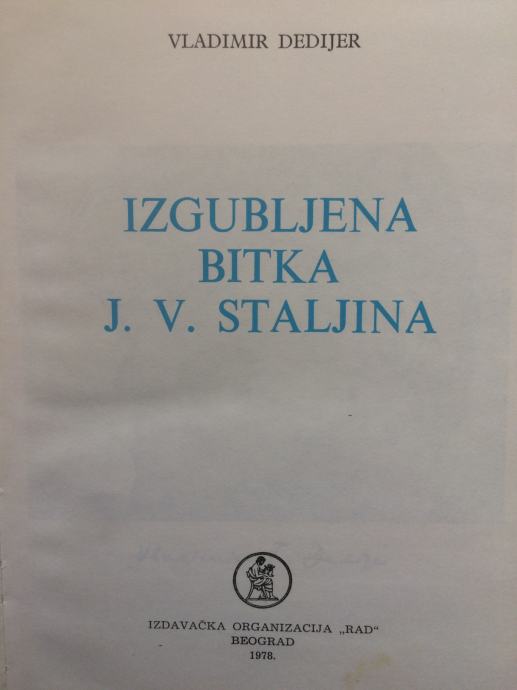 VLADIMIR DEDIJER
IZGUBLJENA
BITKA
J. V. STALJINA
IZDAVAČKA ORGANIZACIJA „RAD“
BEOGRAD
1978.